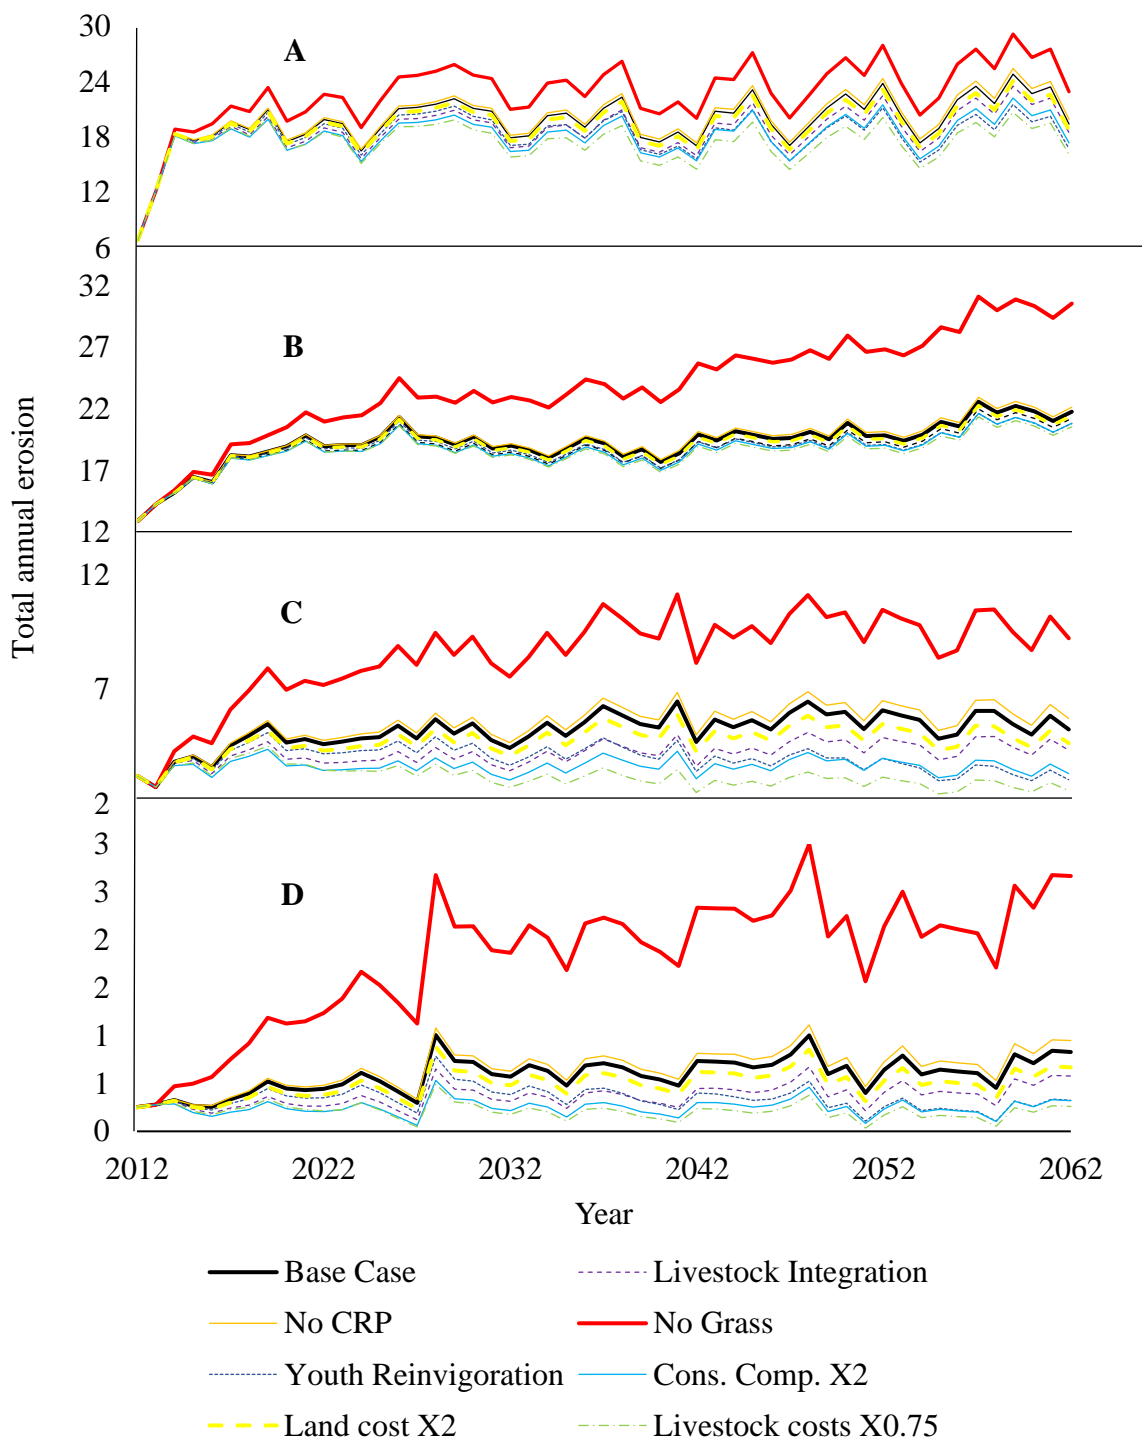 30
A
24
18
12
6
32
B
27
22
17
12
Total annual erosion
12
C
7
2
3
D
3
2
2
1
1
0
2012 2022 2032 2042 2052 2062
Year
Base Case Livestock Integration
No CRP No Grass
Youth Reinvigoration Cons. Comp. X2
Land cost X2 Livestock costs X0.75